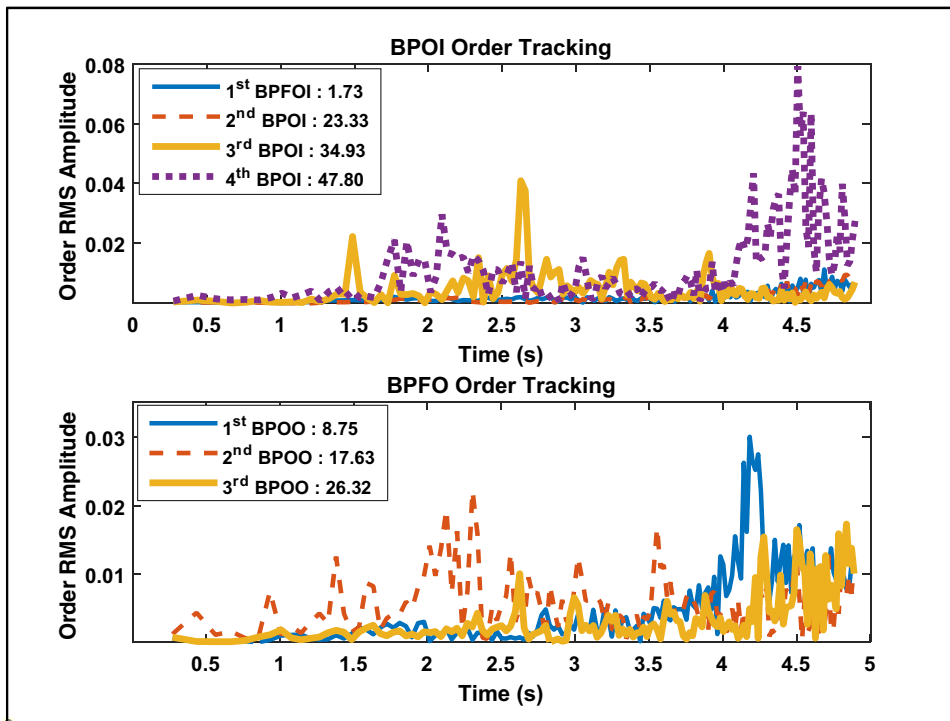 BPOI Order Tracking
Order RMS Amplitude
0.08
0.06
0.04
0.02
1st BPFOI : 1.73
2nd BPOI : 23.33
3rd BPOI : 34.93
4th BPOI : 47.80
0 0.5 1 1.5 2 2.5 3 3.5 4 4.5
Time (s)
BPFO Order Tracking
Order RMS Amplitude
0.03
0.02
0.01
1st BPOO : 8.75
2nd BPOO : 17.63
3rd BPOO : 26.32
0.5 1 1.5 2 2.5 3 3.5 4 4.5 5
Time (s)